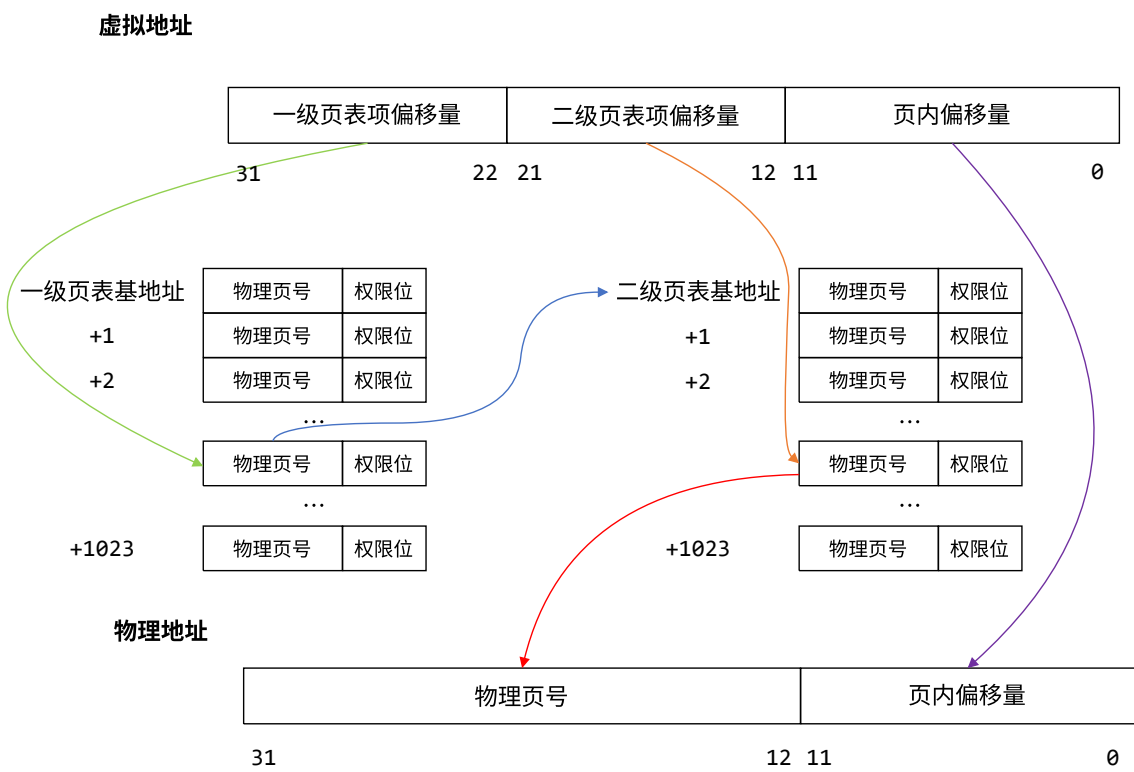 虚拟地址
一级页表项偏移量 二级页表项偏移量 页内偏移量
31 22 21 12 11 0
一级页表基地址 物理页号 权限位 二级页表基地址 物理页号 权限位
+1 物理页号 权限位 +1 物理页号 权限位
+2 物理页号 权限位 +2 物理页号 权限位
... ...
物理页号 权限位 物理页号 权限位
... ...
+1023 物理页号 权限位 +1023 物理页号 权限位
物理地址
物理页号 页内偏移量
31 12 11 0